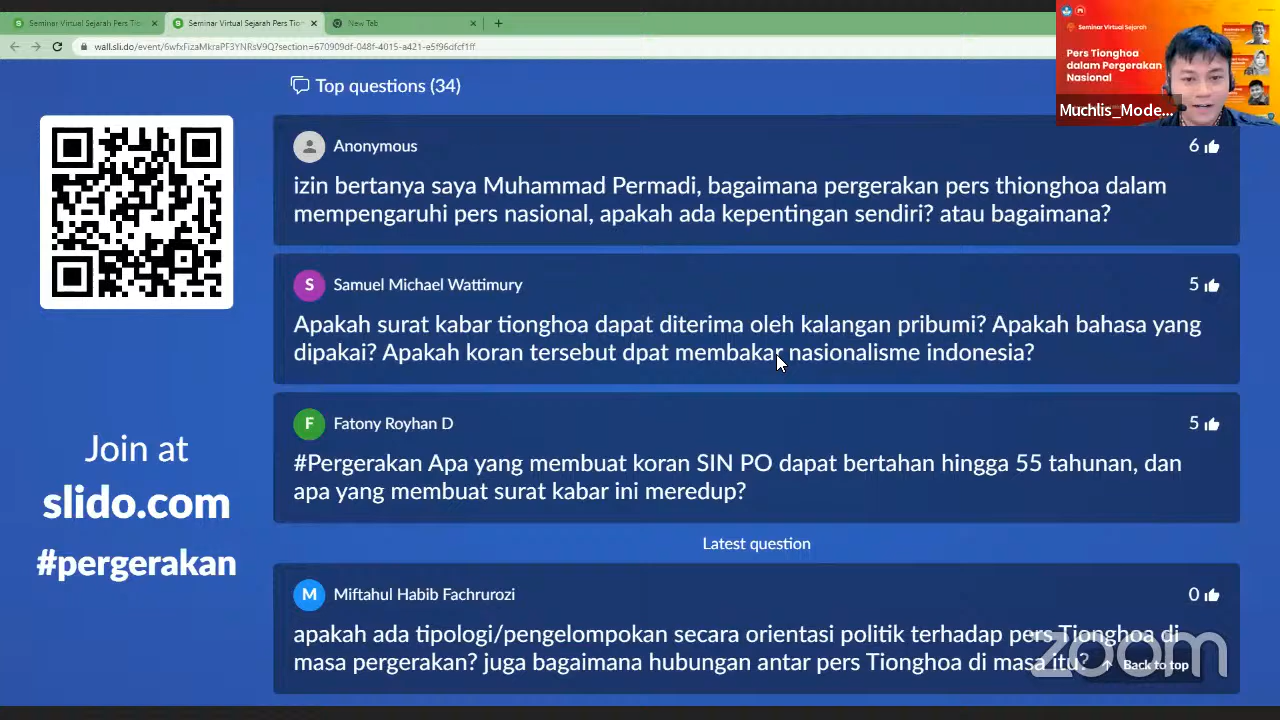 Seminar Virtual Sejarah Pers Tion
Seminar Virtual Sejarah Pers Tion
New Tab
wall.sli.do/event/6wfxFizaMkraPF3YNRsV9Q?section=670909df-048f-4015-a421-e5f96dfcf1ff
Seminar Virtual Sejarah
Pers Tionghoa
dalam Pergerakan
Nasional
Muchlis_Mode...
Top questions (34)
Anonymous
6
izin bertanya saya Muhammad Permadi, bagaimana pergerakan pers thionghoa dalam
mempengaruhi pers nasional, apakah ada kepentingan sendiri? atau bagaimana?
S
Samuel Michael Wattimury
5
Apakah surat kabar tionghoa dapat diterima oleh kalangan pribumi? Apakah bahasa yang
dipakai? Apakah koran tersebut dpat membakar nasionalisme indonesia?
F
Fatony Royhan D
5
#Pergerakan Apa yang membuat koran SIN PO dapat bertahan hingga 55 tahunan, dan
apa yang membuat surat kabar ini meredup?
Join at
slido.com
#pergerakan
Latest question
M
Miftahul Habib Fachrurozi
0
apakah ada tipologi/pengelompokan secara orientasi politik terhadap pers Tionghoa di
masa pergerakan? juga bagaimana hubungan antar pers Tionghoa di masa itu?
Back to top
zoom